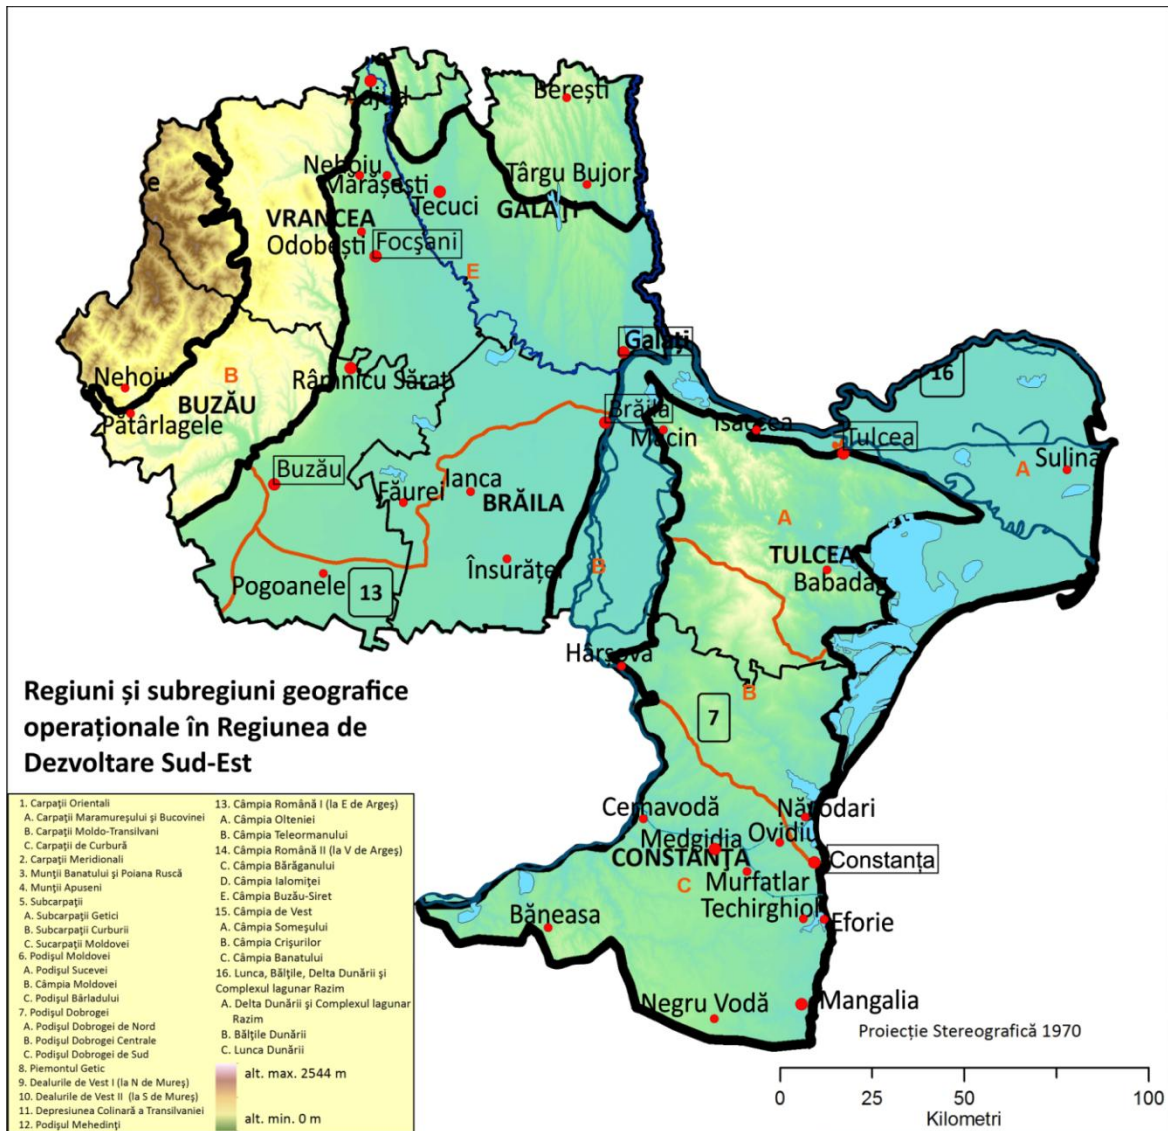 Adjud
Berești
Nehoiu
Mărășești
Târgu Bujor
Tecuci
GALAȚI
VRANCEA
Odobești
Focșani
E
e
Galați
16
Nehoiu
B
Râmnicu Sărat
BUZĂU
Pătârlagele
Brăila
Măcin
Isaccea
Tulcea
Sulina
A
Buzău
Ianca
Făurei
BRĂILA
A
TULCEA
Babadag
B
Însurăței
Pogoanele
13
Hârșova
B
7
Regiuni și subregiuni geografice
operaționale în Regiunea de
Dezvoltare Sud-Est
Cernavodă
Năvodari
Ovidiu
Medgidia
CONSTANȚA
Constanța
Murfatlar
C
Techirghiol
Eforie
Băneasa
Negru Vodă
Mangalia
Proiecție Stereografică 1970
0 25 50 100
Kilometri
1. Carpații Orientali
A. Carpații Maramureșului și Bucovinei
B. Carpații Moldo-Transilvani
C. Carpații de Curbură
2. Carpații Meridionali
3. Munții Banatului și Poiana Ruscă
4. Munții Apuseni
5. Subcarpații
A. Subcarpații Getici
B. Subcarpații Curburii
C. Sucarpații Moldovei
6. Podișul Moldovei
A. Podișul Sucevei
B. Câmpia Moldovei
C. Podișul Bârladului
7. Podișul Dobrogei
A. Podișul Dobrogei de Nord
B. Podișul Dobrogei Centrale
C. Podișul Dobrogei de Sud
8. Piemontul Getic
9. Dealurile de Vest I (la N de Mureș)
10. Dealurile de Vest II (la S de Mureș)
11. Depresiunea Colinară a Transilvaniei
12. Podișul Mehedinți
13. Câmpia Română I (la E de Argeș)
A. Câmpia Olteniei
B. Câmpia Teleormanului
14. Câmpia Română II (la V de Argeș)
C. Câmpia Bărăganului
D. Câmpia Ialomiței
E. Câmpia Buzău-Siret
15. Câmpia de Vest
A. Câmpia Someșului
B. Câmpia Crișurilor
C. Câmpia Banatului
16. Lunca, Bălțile, Delta Dunării și
Complexul lagunar Razim
A. Delta Dunării și Complexul lagunar
Razim
B. Bălțile Dunării
C. Lunca Dunării
alt. max. 2544 m
alt. min. 0 m